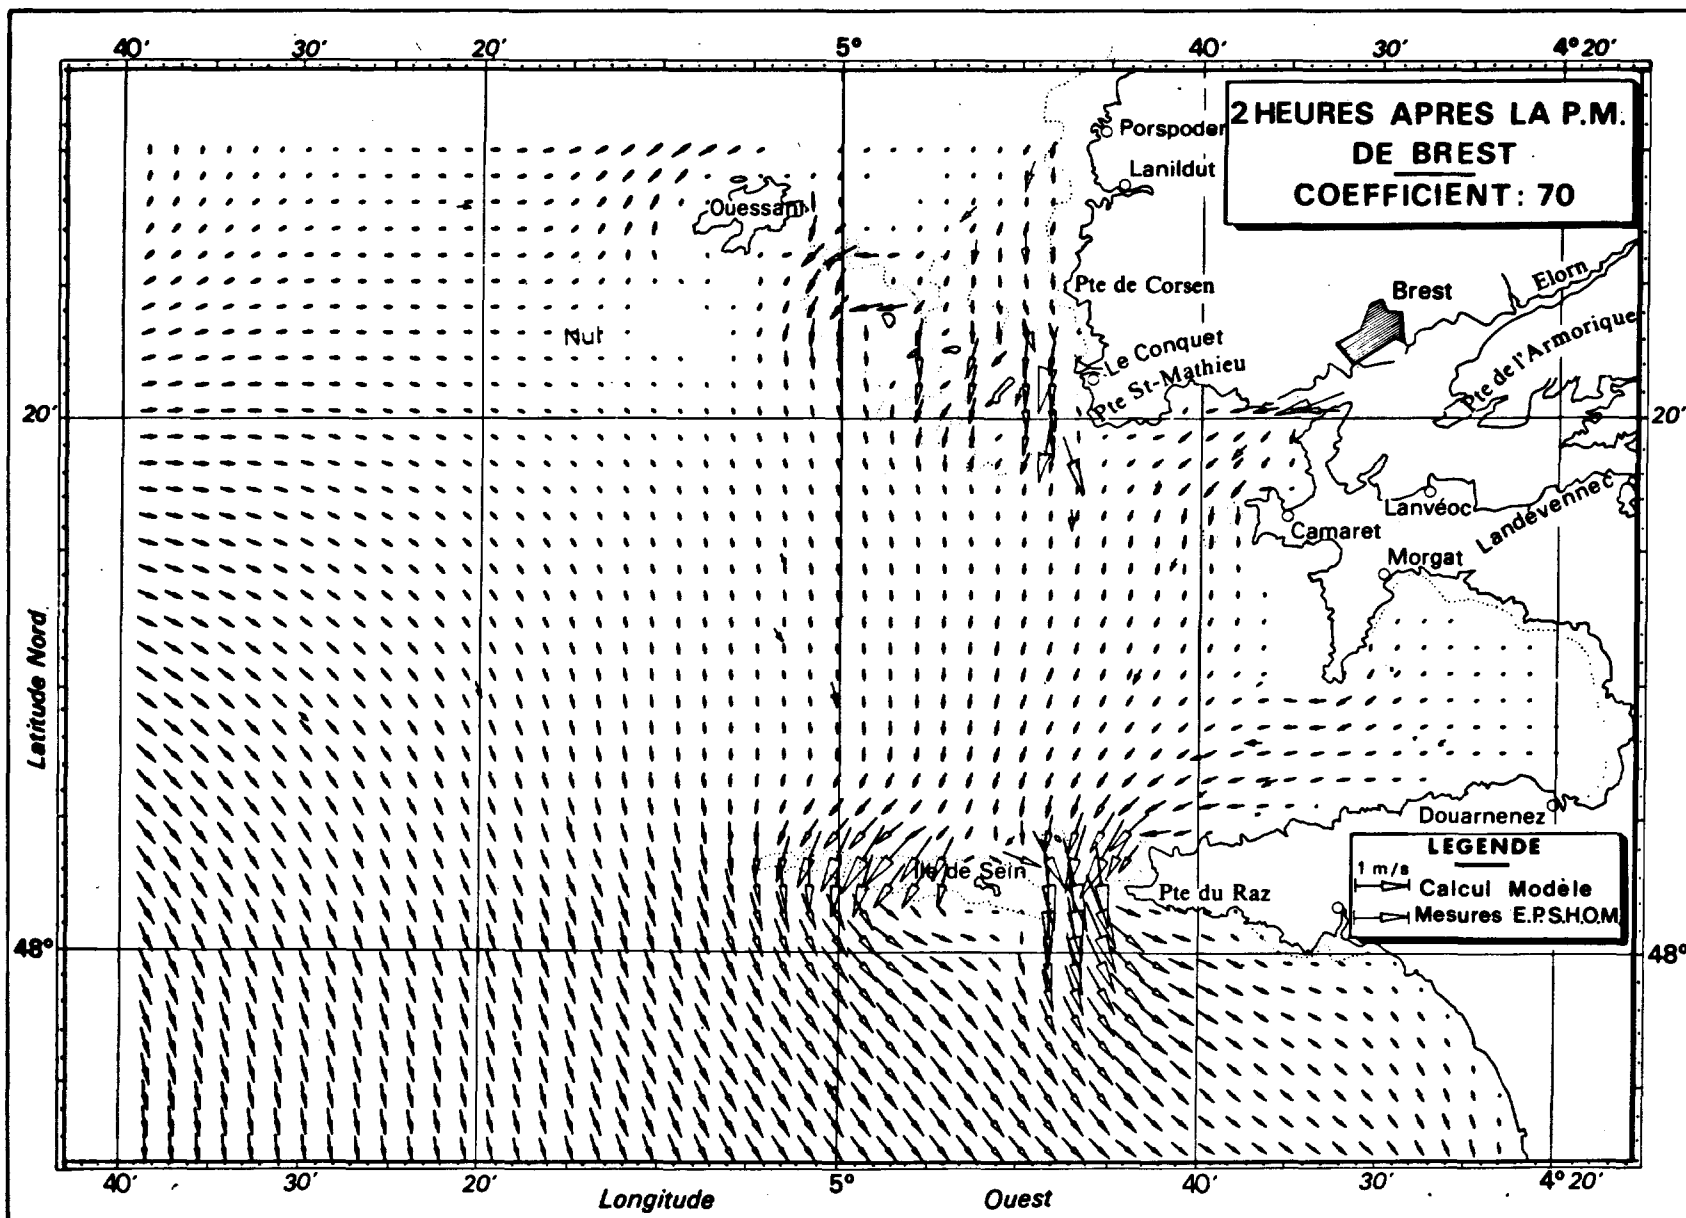 40′ 30′ 20′ 5° 40′ 30′ 4° 20′
2 HEURES APRES LA P.M.
DE BREST
COEFFICIENT : 70
Porspoder
Lanildut
Ouessant
Pte de Corsen
Brest
Elorn
Nul
Le Conquet
Pte St-Mathieu
Pte de l'Armorique
20′ 20′
Lanvéoc
Landévennec
Camaret
Morgat
Latitude Nord
Douarnenez
LEGENDE
1 m/s
Calcul Modèle
Mesures E.P.S.H.O.M.
Ile de Sein
Pte du Raz
48° 48°
40′ 30′ 20′ 5° 40′ 30′ 4° 20′
Longitude Ouest